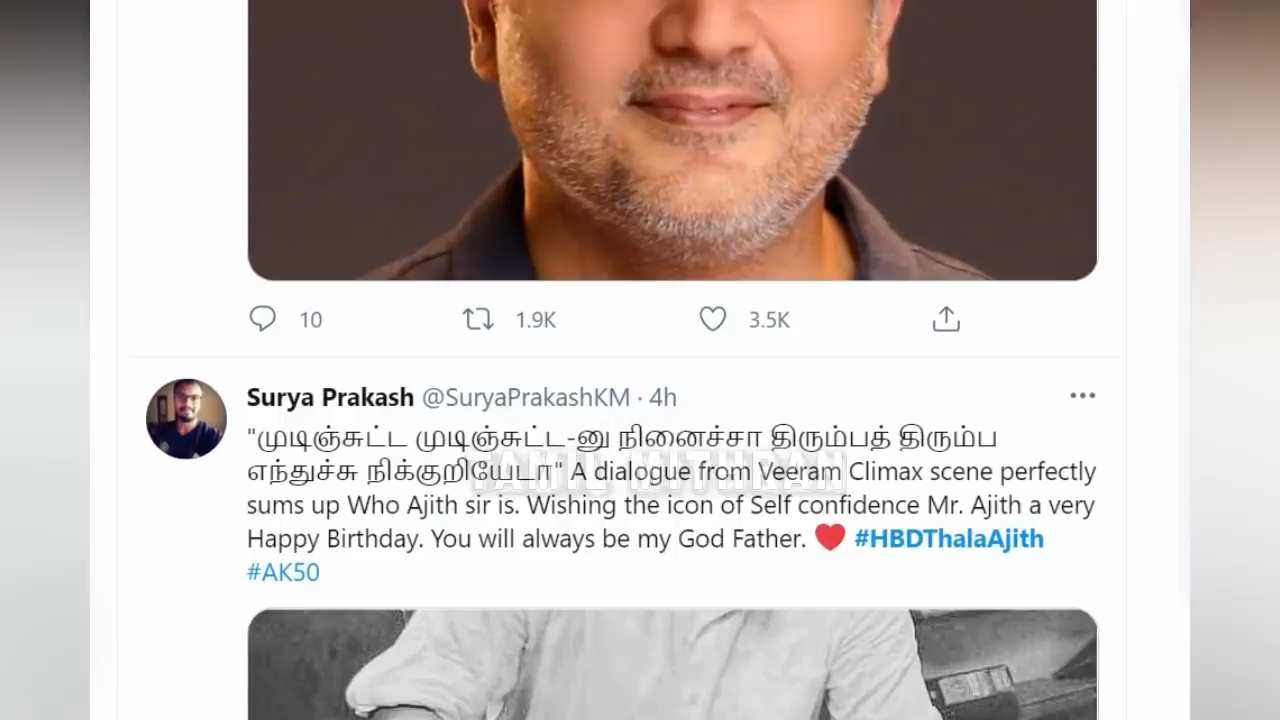 10 1.9K 3.5K
Surya Prakash @SuryaPrakashKM · 4h
"முடிஞ்சுட்ட முடிஞ்சுட்ட-னு நினைச்சா திரும்பத் திரும்ப
எந்துச்சு நிக்குறியேடா" A dialogue from Veeram Climax scene perfectly
TAMIL MITHRAN
sums up Who Ajith sir is. Wishing the icon of Self confidence Mr. Ajith a very
Happy Birthday. You will always be my God Father. ❤️ #HBDThalaAjith
#AK50